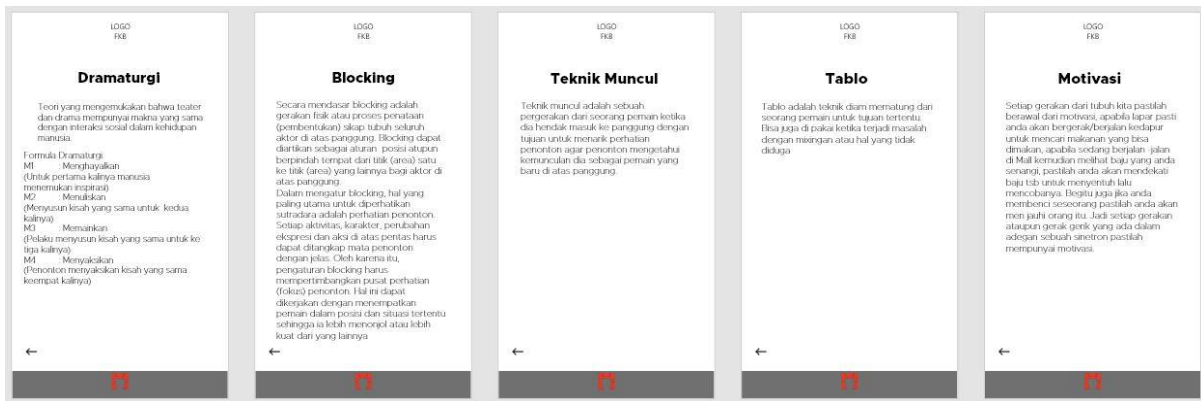 LOGO
FKB
Dramaturgi
Teori yang mengemukakan bahwa teater
dan drama mempunyai makna yang sama
dengan interaksi sosial dalam kehidupan
manusia.
Formula Dramaturgi
M1 : Menghayalkan
(Untuk pertama kalinya manusia
menemukan inspirasi)
M2 : Menuliskan
(Menyusun kisah yang sama untuk kedua
kalinya)
M3 : Memainkan
(Pelaku menyusun kisah yang sama untuk ke
tiga kalinya)
M4 : Menyaksikan
(Penonton menyaksikan kisah yang sama
keempat kalinya)
LOGO
FKB
Blocking
Secara mendasar blocking adalah
gerakan fisik atau proses penataan
(pembentukan) sikap tubuh seluruh
aktor di atas panggung. Blocking dapat
diartikan sebagai aturan posisi atupun
berpindah tempat dari titik (area) satu
ke titik (area) yang lainnya bagi aktor di
atas panggung.
Dalam mengatur blocking, hal yang
paling utama untuk diperhatikan
sutradara adalah perhatian penonton.
Setiap aktivitas, karakter, perubahan
ekspresi dan aksi di atas pentas harus
dapat ditangkap mata penonton
dengan jelas. Oleh karena itu,
pengaturan blocking harus
mempertimbangkan pusat perhatian
(fokus) penonton. Hal ini dapat
dikerjakan dengan menempatkan
pemain dalam posisi dan situasi tertentu
sehingga ia lebih menonjol atau lebih
kuat dari yang lainnya
LOGO
FKB
Teknik Muncul
Teknik muncul adalah sebuah
pergerakan dari seorang pemain ketika
dia hendak masuk ke panggung dengan
tujuan untuk menarik perhatian
penonton agar penonton mengetahui
kemunculan dia sebagai pemain yang
baru di atas panggung.
LOGO
FKB
Tablo
Tablo adalah teknik diam mematung dari
seorang pemain untuk tujuan tertentu.
Bisa juga di pakai ketika terjadi masalah
dengan mixingan atau hal yang tidak
diduga
LOGO
FKB
Motivasi
Setiap gerakan dari tubuh kita pastilah
berawal dari motivasi, apabila lapar pasti
anda akan bergerak/berjalan kedapur
untuk mencari makanan yang bisa
dimakan, apabila sedang berjalan -jalan
di Mall kemudian melihat baju yang anda
senangi, pastilah anda akan mendekati
baju tsb untuk menyentuh lalu
mencobanya. Begitu juga jika anda
membenci seseorang pastilah anda akan
men jauhi orang itu. Jadi setiap gerakan
ataupun gerak gerik yang ada dalam
adegan sebuah sinetron pastilah
mempunyai motivasi.